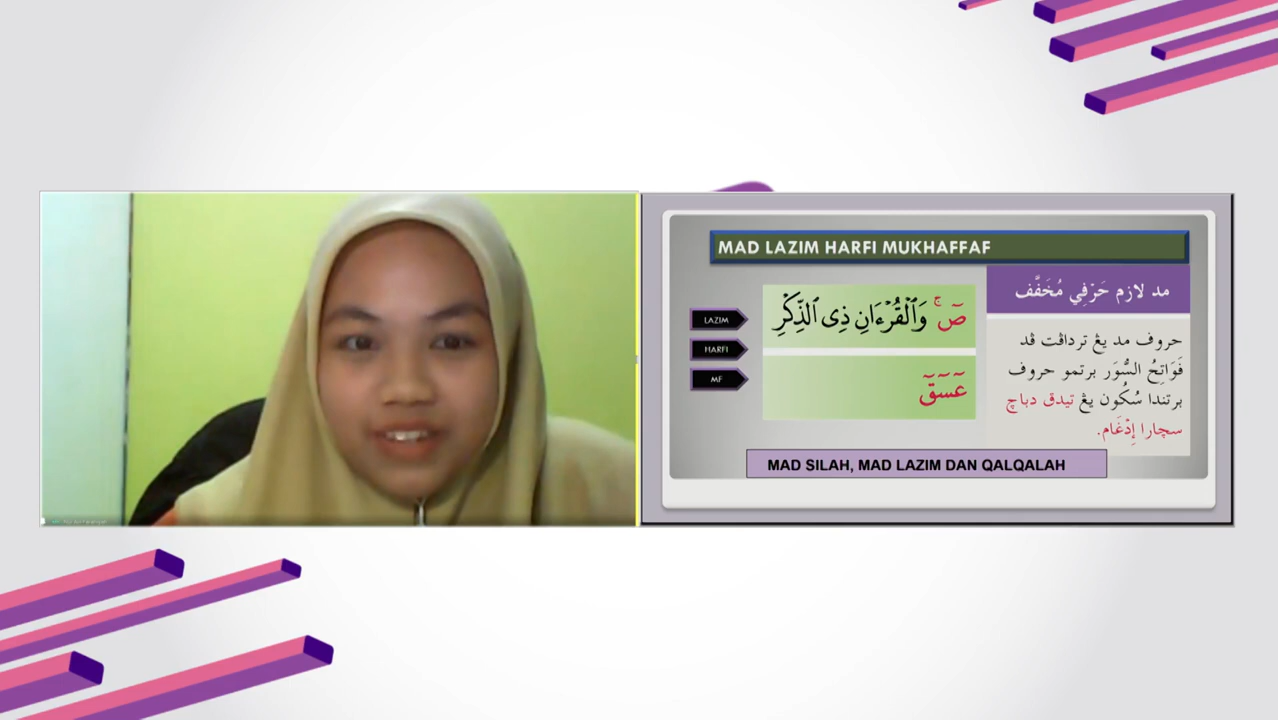 MAD LAZIM HARFI MUKHAFFAF
مد لازم حَرْفِي مُخَفَّف
LAZIM
HARFI
MF
صٓ ۚ وَٱلْقُرْءَانِ ذِى ٱلذِّكْرِ
عٓسٓقٓ
حروف مد يڠ تردافت ڤد
فَوَاتِحُ السُّوَر برتمو حروف
برتندا سُكُون يڠ تيدق دباچ
سچارا إِدْغَام.
MAD SILAH, MAD LAZIM DAN QALQALAH